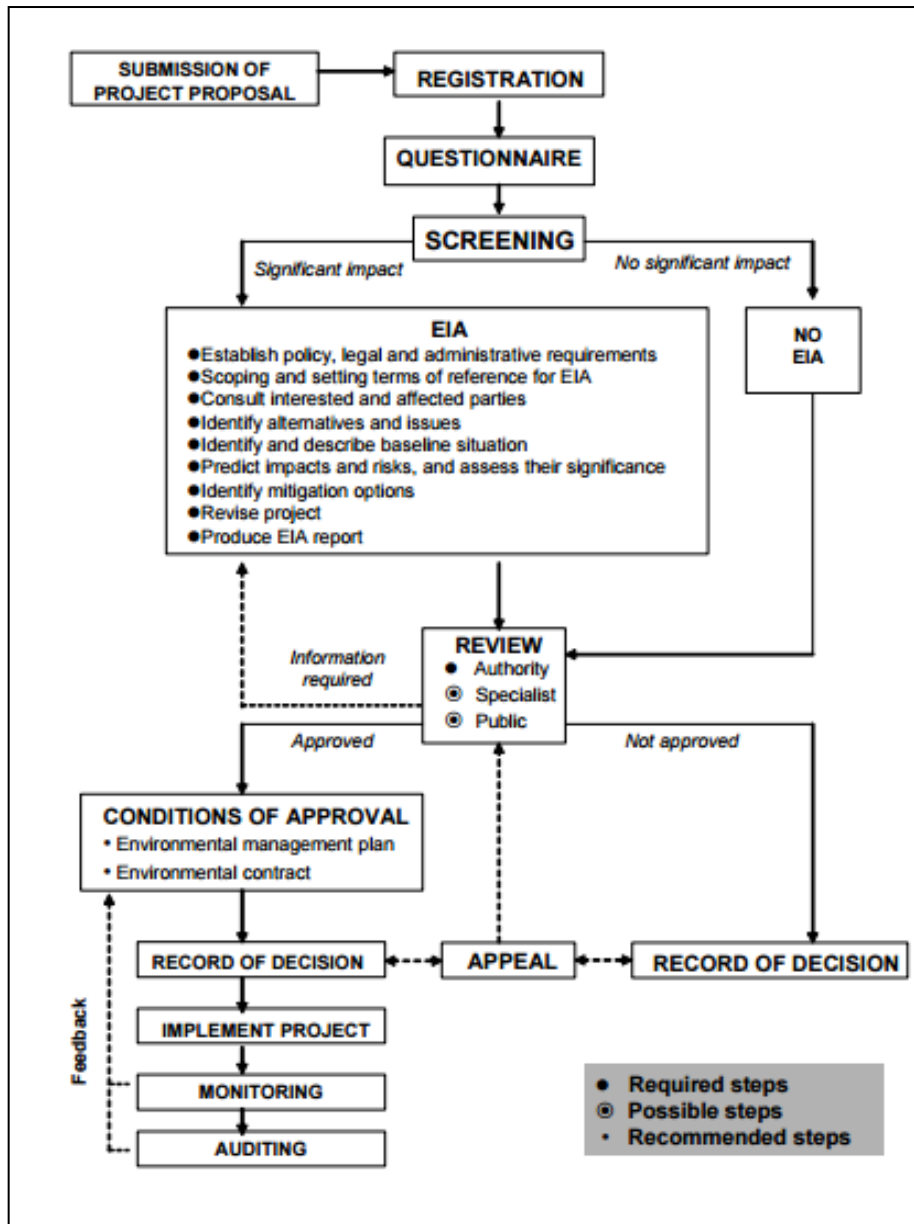 SUBMISSION OF
PROJECT PROPOSAL
REGISTRATION
QUESTIONNAIRE
SCREENING
Significant impact
No significant impact
EIA
●Establish policy, legal and administrative requirements
●Scoping and setting terms of reference for EIA
●Consult interested and affected parties
●Identify alternatives and issues
●Identify and describe baseline situation
●Predict impacts and risks, and assess their significance
●Identify mitigation options
●Revise project
●Produce EIA report
NO
EIA
REVIEW
● Authority
◉ Specialist
◉ Public
Information
required
Approved
Not approved
CONDITIONS OF APPROVAL
• Environmental management plan
• Environmental contract
RECORD OF DECISION
APPEAL
RECORD OF DECISION
IMPLEMENT PROJECT
MONITORING
AUDITING
Feedback
● Required steps
◉ Possible steps
• Recommended steps